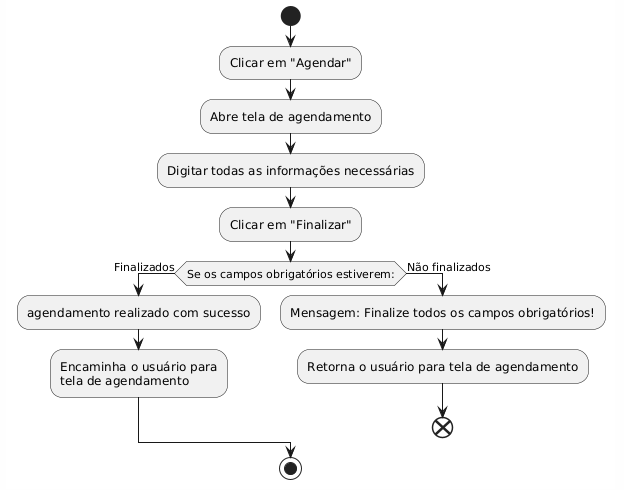 Clicar em "Agendar"
Abre tela de agendamento
Digitar todas as informações necessárias
Clicar em "Finalizar"
Se os campos obrigatórios estiverem:
Finalizados
Não finalizados
agendamento realizado com sucesso
Encaminha o usuário para
tela de agendamento
Mensagem: Finalize todos os campos obrigatórios!
Retorna o usuário para tela de agendamento